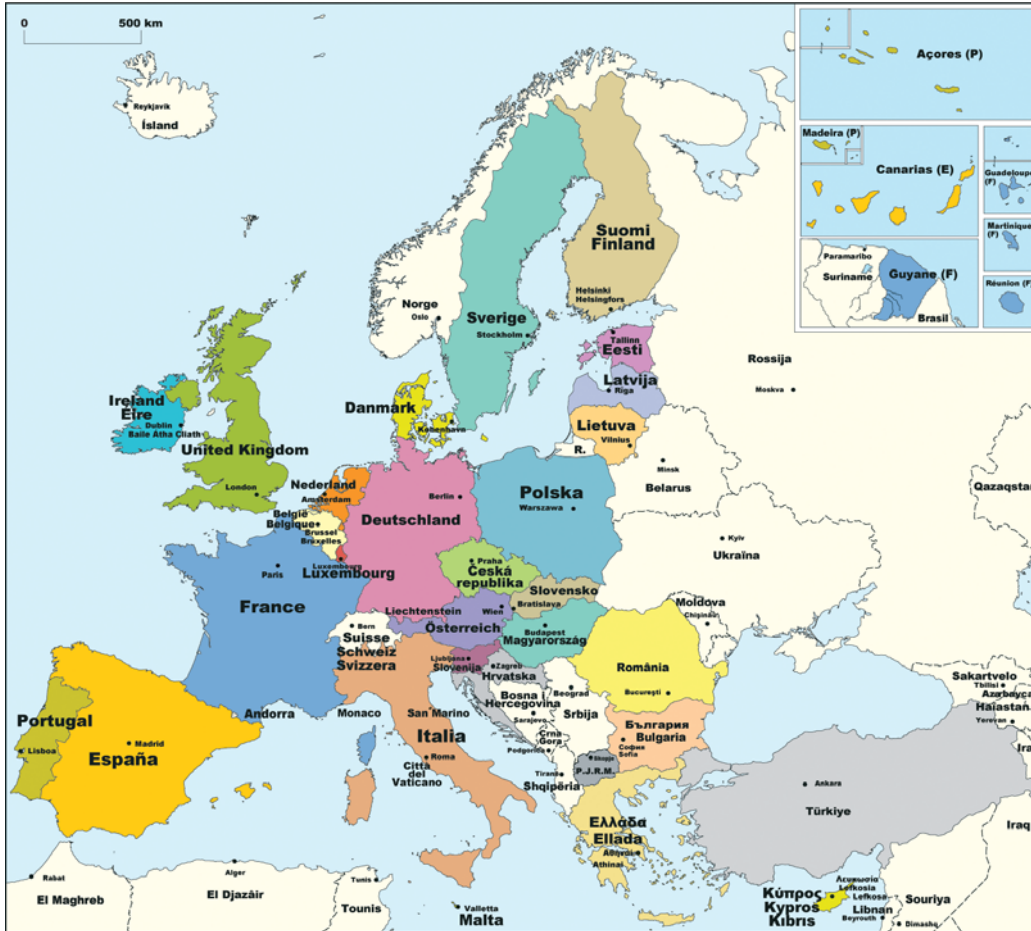 0 500 km
Açores (P)
Reykjavik
Ísland
Madeira (P)
Canarias (E)
Guadeloupe
(F)
Martinique
(F)
Paramaribo
Suriname
Guyane (F)
Réunion (F)
Brasil
Suomi
Finland
Helsinki
Helsingfors
Norge
Oslo
Sverige
Stockholm
Tallinn
Eesti
Rossija
Moskva
Latvija
Riga
Ireland
Éire
Dublin
Baile Átha Cliath
Danmark
København
Lietuva
Vilnius
R.
United Kingdom
London
Minsk
Belarus
Qazaqstan
Nederland
Amsterdam
Berlin
Deutschland
Polska
Warszawa
België
Belgique
Brussel
Bruxelles
Kyïv
Ukraïna
Luxembourg
Luxembourg
Paris
France
Praha
Česká
republika
Slovensko
Bratislava
Liechtenstein
Wien
Österreich
Budapest
Magyarország
Moldova
Chişinău
Bern
Suisse
Schweiz
Svizzera
Ljubljana
Slovenija
Zagreb
Hrvatska
România
Bucureşti
Sakartvelo
Tbilisi
Azarbayca
Haiastan
Yerevan
Beograd
Bosna i
Hercegovina
Sarajevo
Srbija
Portugal
Lisboa
Madrid
España
Andorra
Monaco
San Marino
Italia
Roma
Città
del
Vaticano
Crna
Gora
Podgorica
България
Bulgaria
София
Sofia
Skopje
P.J.R.M.
Tiranë
Shqipëria
Ankara
Türkiye
Ελλάδα
Ellada
Αθήνα
Athinai
Iraq
Rabat
El Maghreb
Alger
El Djazâir
Tunis
Tounis
Valletta
Malta
Κύπρος
Kypros
Kıbrıs
Λευκωσία
Lefkosia
Lefkosa
Libnan
Beyrouth
Souriya
Dimashq